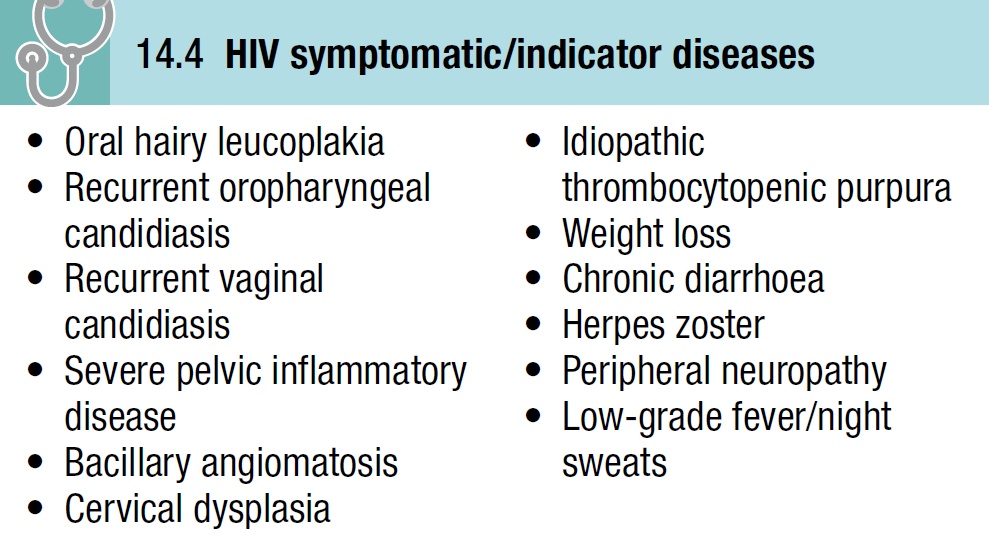 14.4 HIV symptomatic/indicator diseases
• Oral hairy leucoplakia
• Recurrent oropharyngeal
candidiasis
• Recurrent vaginal
candidiasis
• Severe pelvic inflammatory
disease
• Bacillary angiomatosis
• Cervical dysplasia
• Idiopathic
thrombocytopenic purpura
• Weight loss
• Chronic diarrhoea
• Herpes zoster
• Peripheral neuropathy
• Low-grade fever/night
sweats